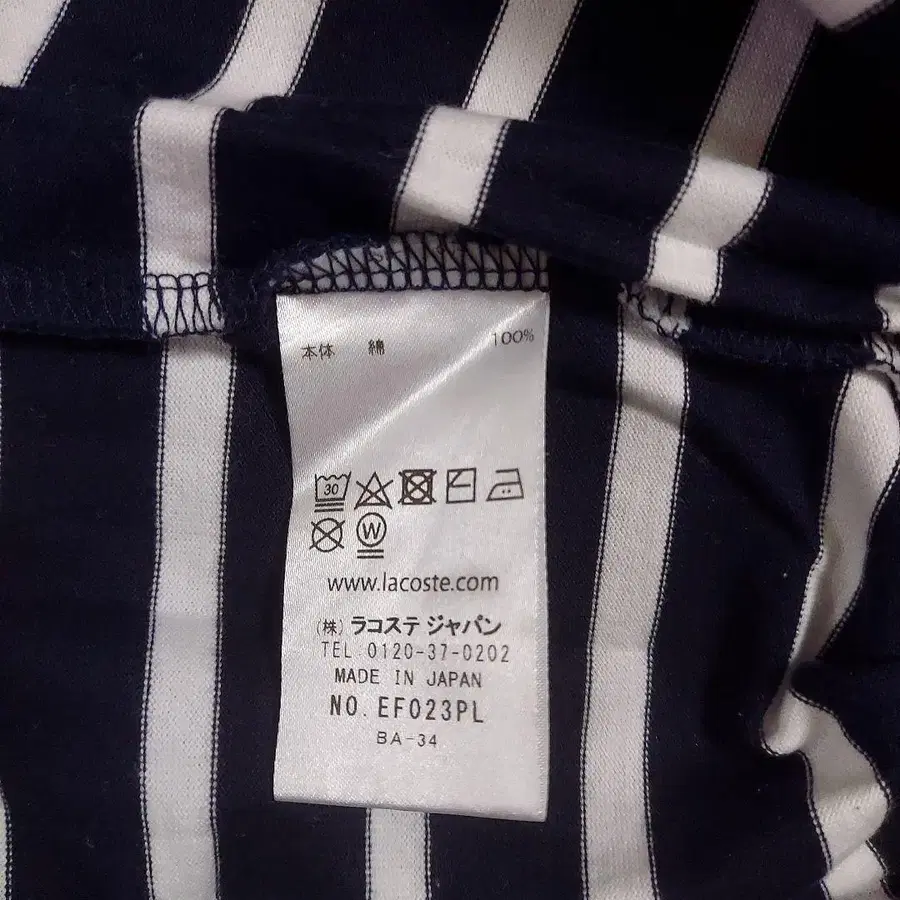 本体 綿 100%
30
W
www.lacoste.com
(株) ラコステ ジャパン
TEL 0120-37-0202
MADE IN JAPAN
NO. EF023PL
BA-34